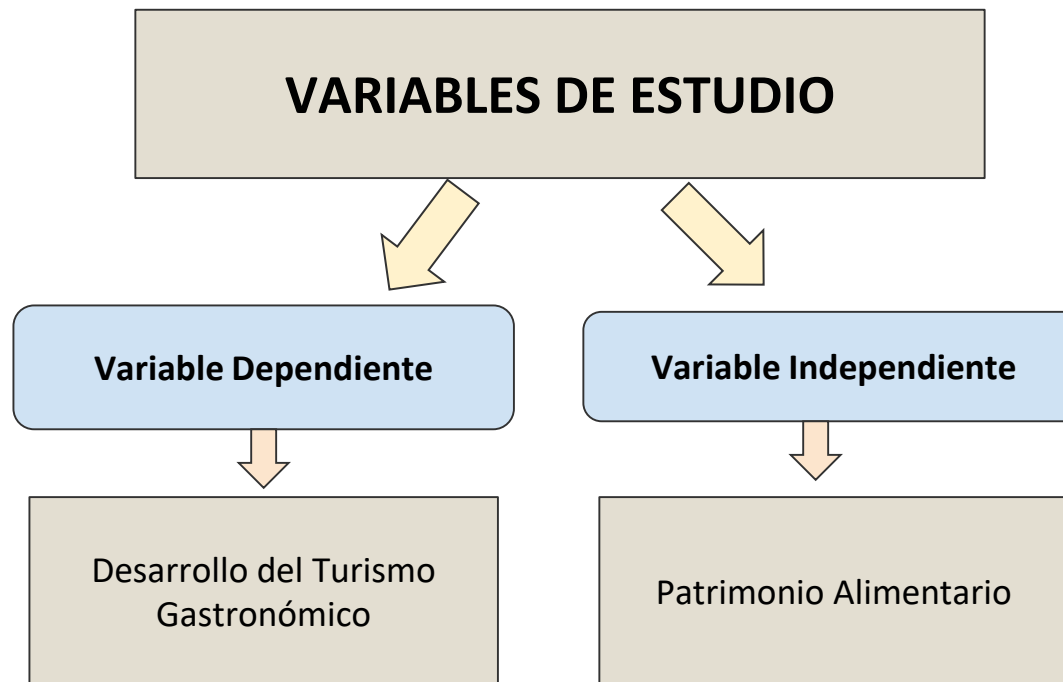 VARIABLES DE ESTUDIO
Variable Dependiente
Variable Independiente
Desarrollo del Turismo
Gastronómico
Patrimonio Alimentario